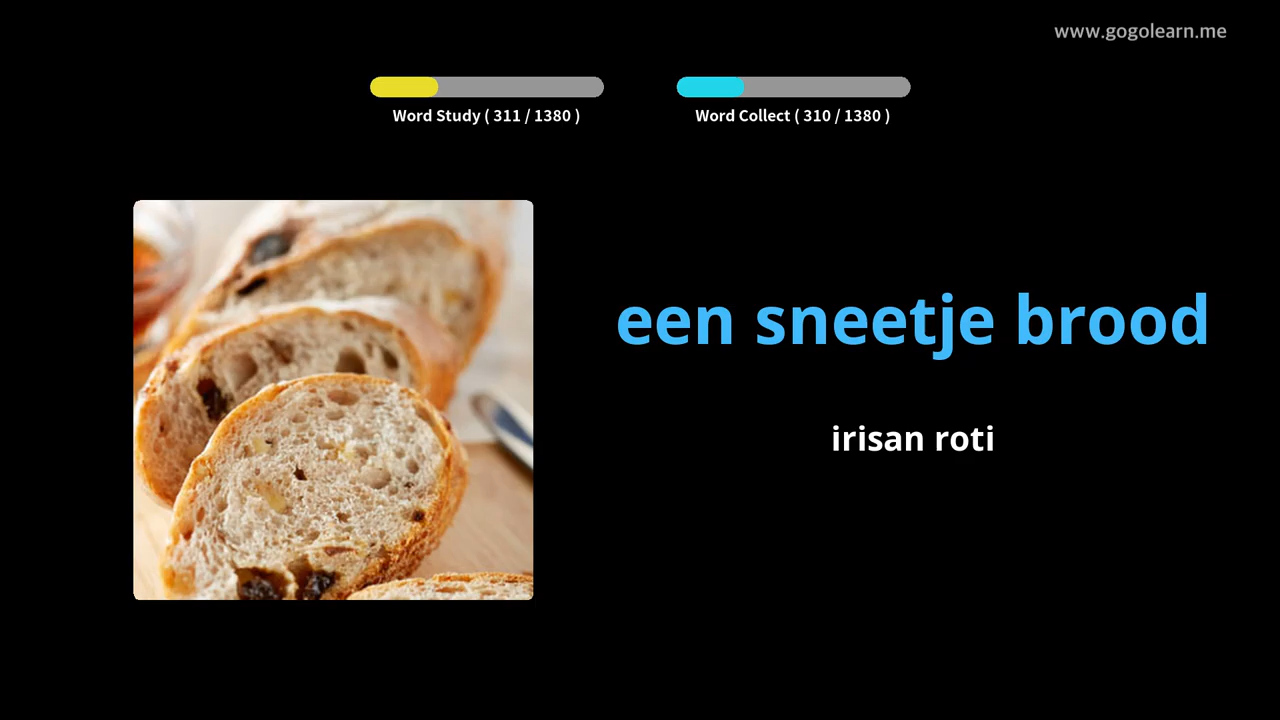 www.gogolearn.me
Word Study ( 311 / 1380 )
Word Collect ( 310 / 1380 )
een sneetje brood
irisan roti